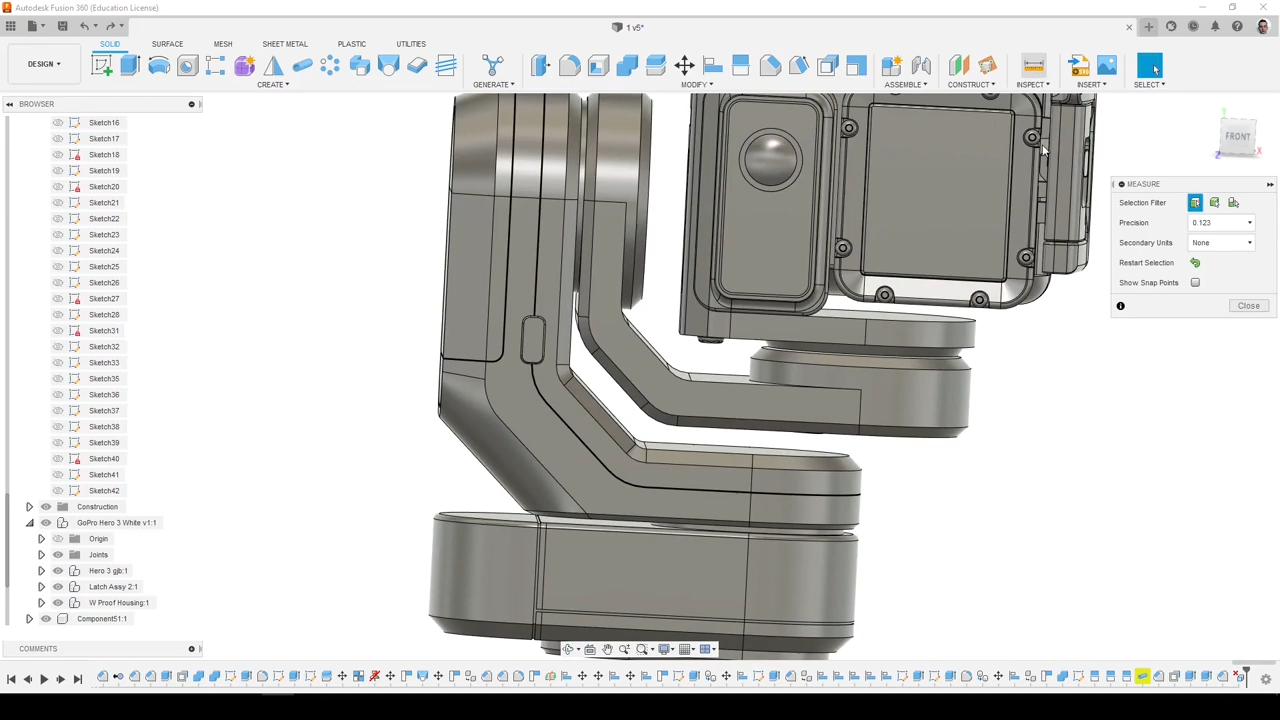 Autodesk Fusion 360 (Education License)
1 v5*
DESIGN
SOLID
SURFACE
MESH
SHEET METAL
PLASTIC
UTILITIES
CREATE
GENERATE
MODIFY
ASSEMBLE
CONSTRUCT
INSPECT
INSERT
SELECT
BROWSER
Sketch16
Sketch17
Sketch18
Sketch19
Sketch20
Sketch21
Sketch22
Sketch23
Sketch24
Sketch25
Sketch26
Sketch27
Sketch28
Sketch31
Sketch32
Sketch33
Sketch35
Sketch36
Sketch37
Sketch38
Sketch39
Sketch40
Sketch41
Sketch42
Construction
GoPro Hero 3 White v1:1
Origin
Joints
Hero 3 gjb:1
Latch Assy 2:1
W Proof Housing:1
Component51:1
COMMENTS
FRONT
Z
X
MEASURE
Selection Filter
Precision 0.123
Secondary Units None
Restart Selection
Show Snap Points
Close